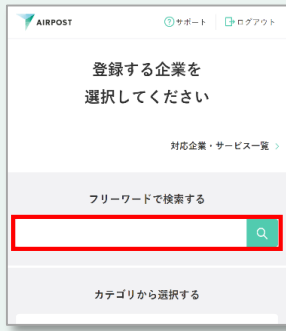 AIRPOST
サポート
ログアウト
登録する企業を
選択してください
対応企業・サービス一覧
フリーワードで検索する
カテゴリから選択する